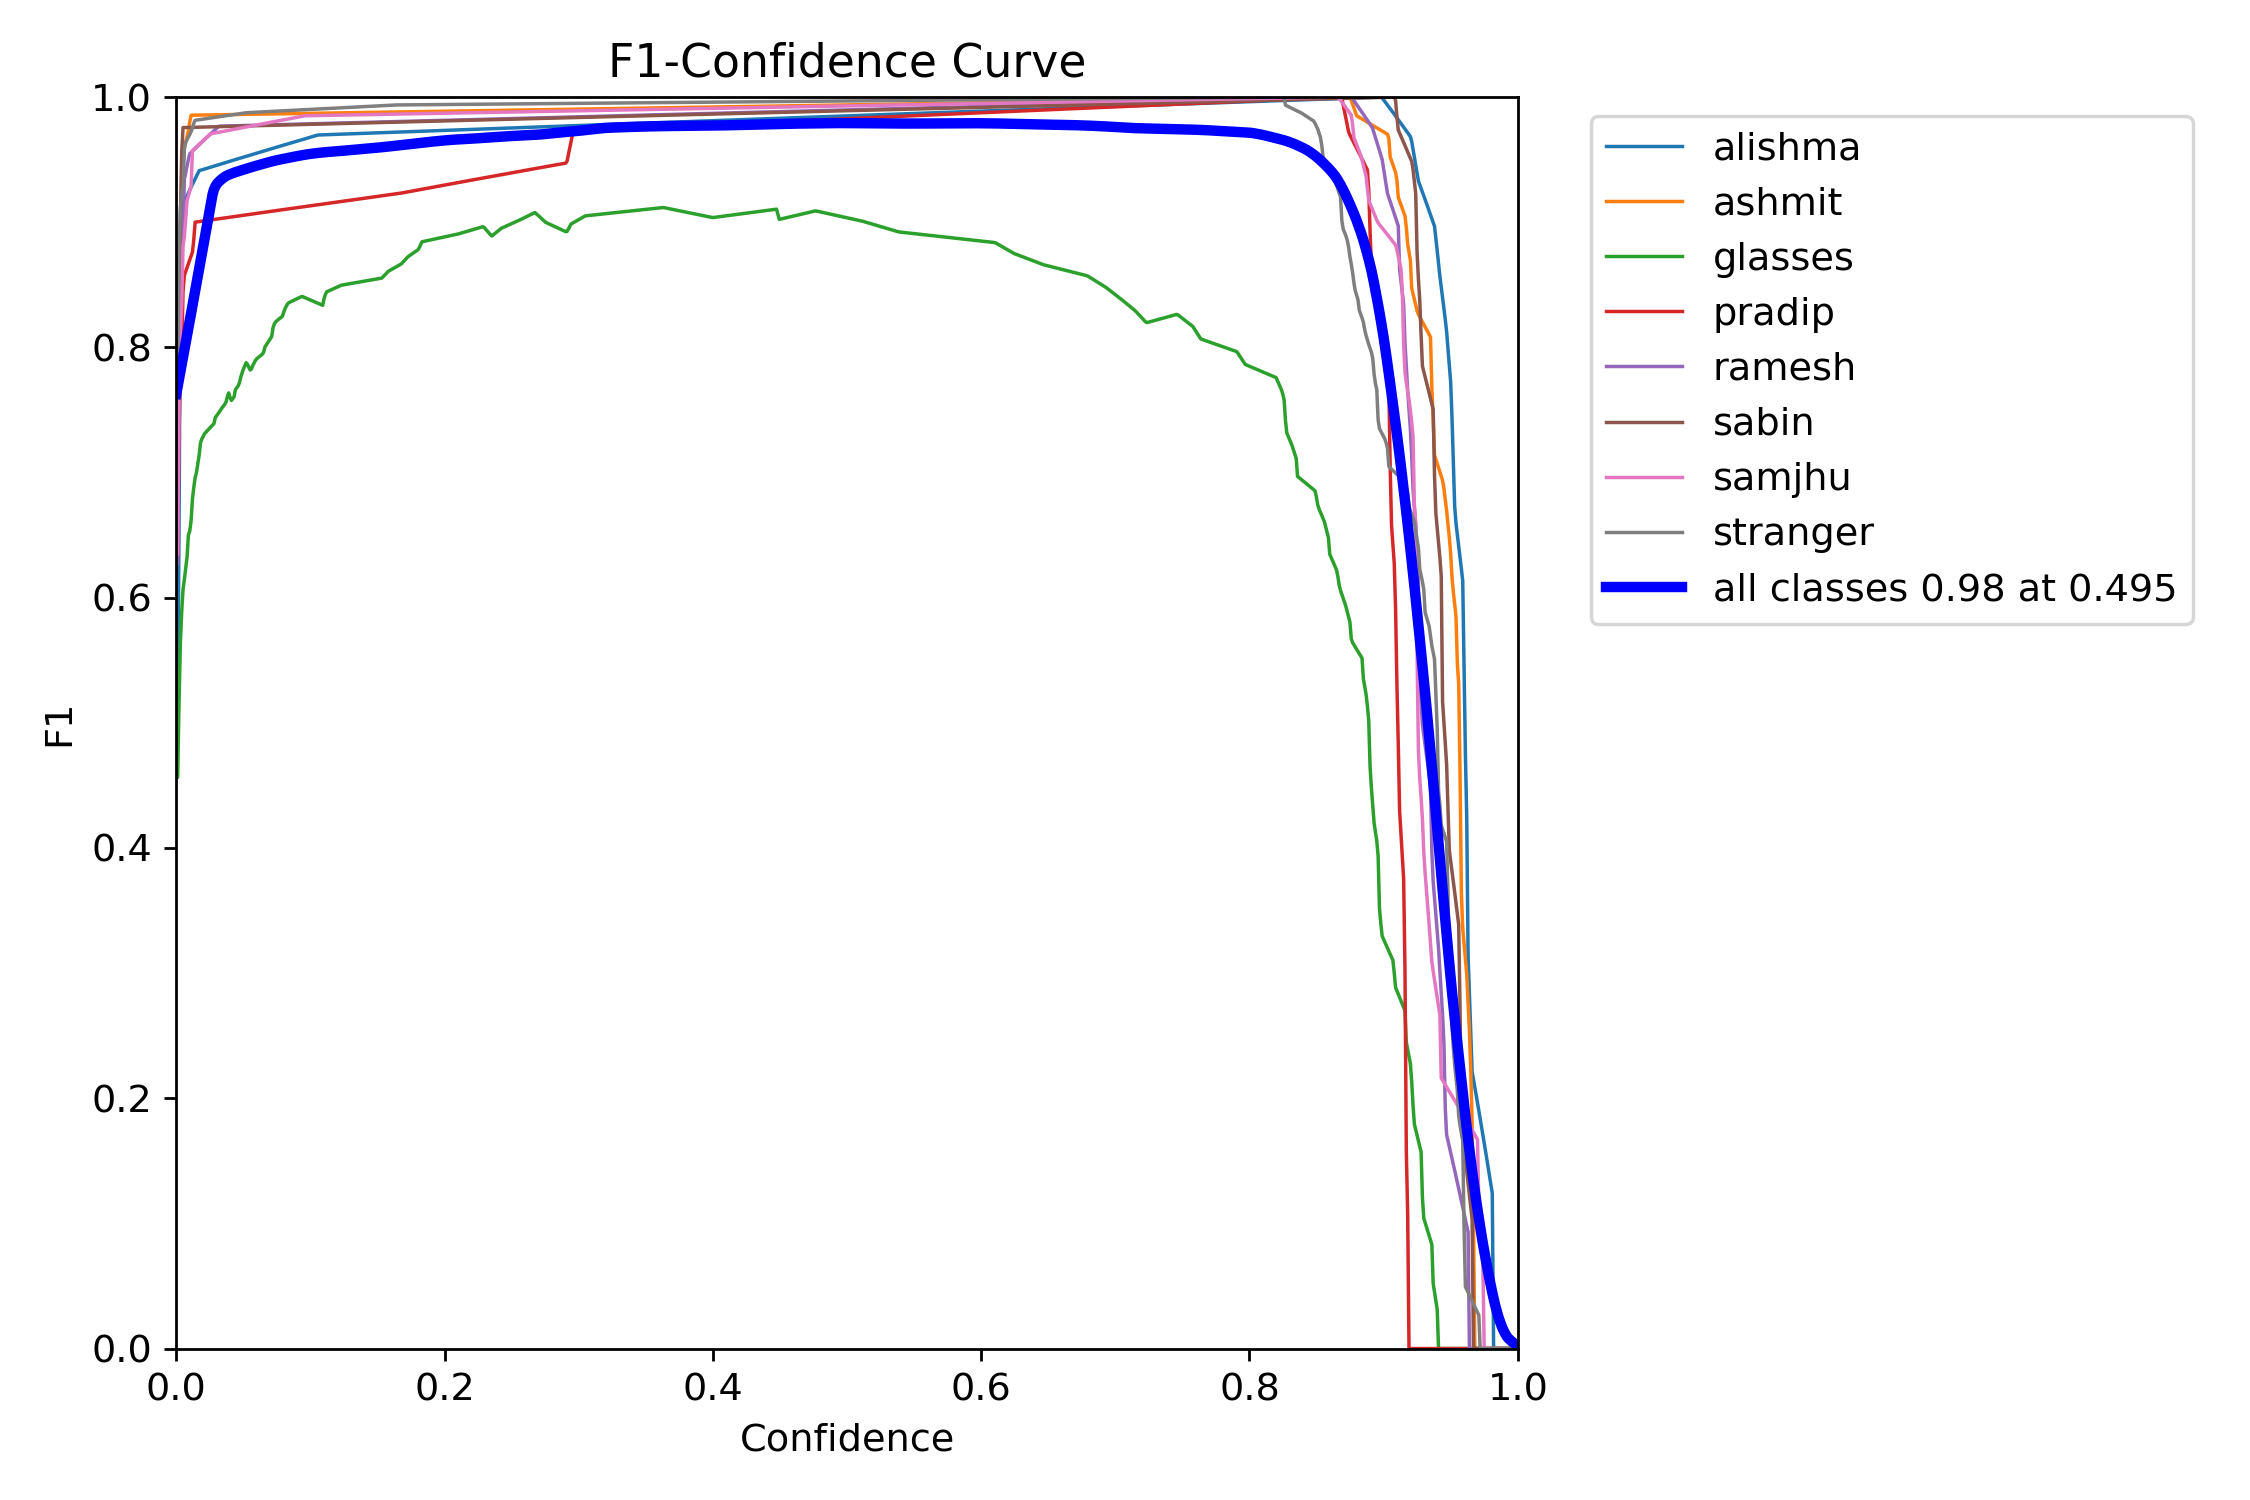 F1-Confidence Curve
1.0
0.8
0.6
0.4
0.2
0.0
F1
0.0 0.2 0.4 0.6 0.8 1.0
Confidence
alishma
ashmit
glasses
pradip
ramesh
sabin
samjhu
stranger
all classes 0.98 at 0.495